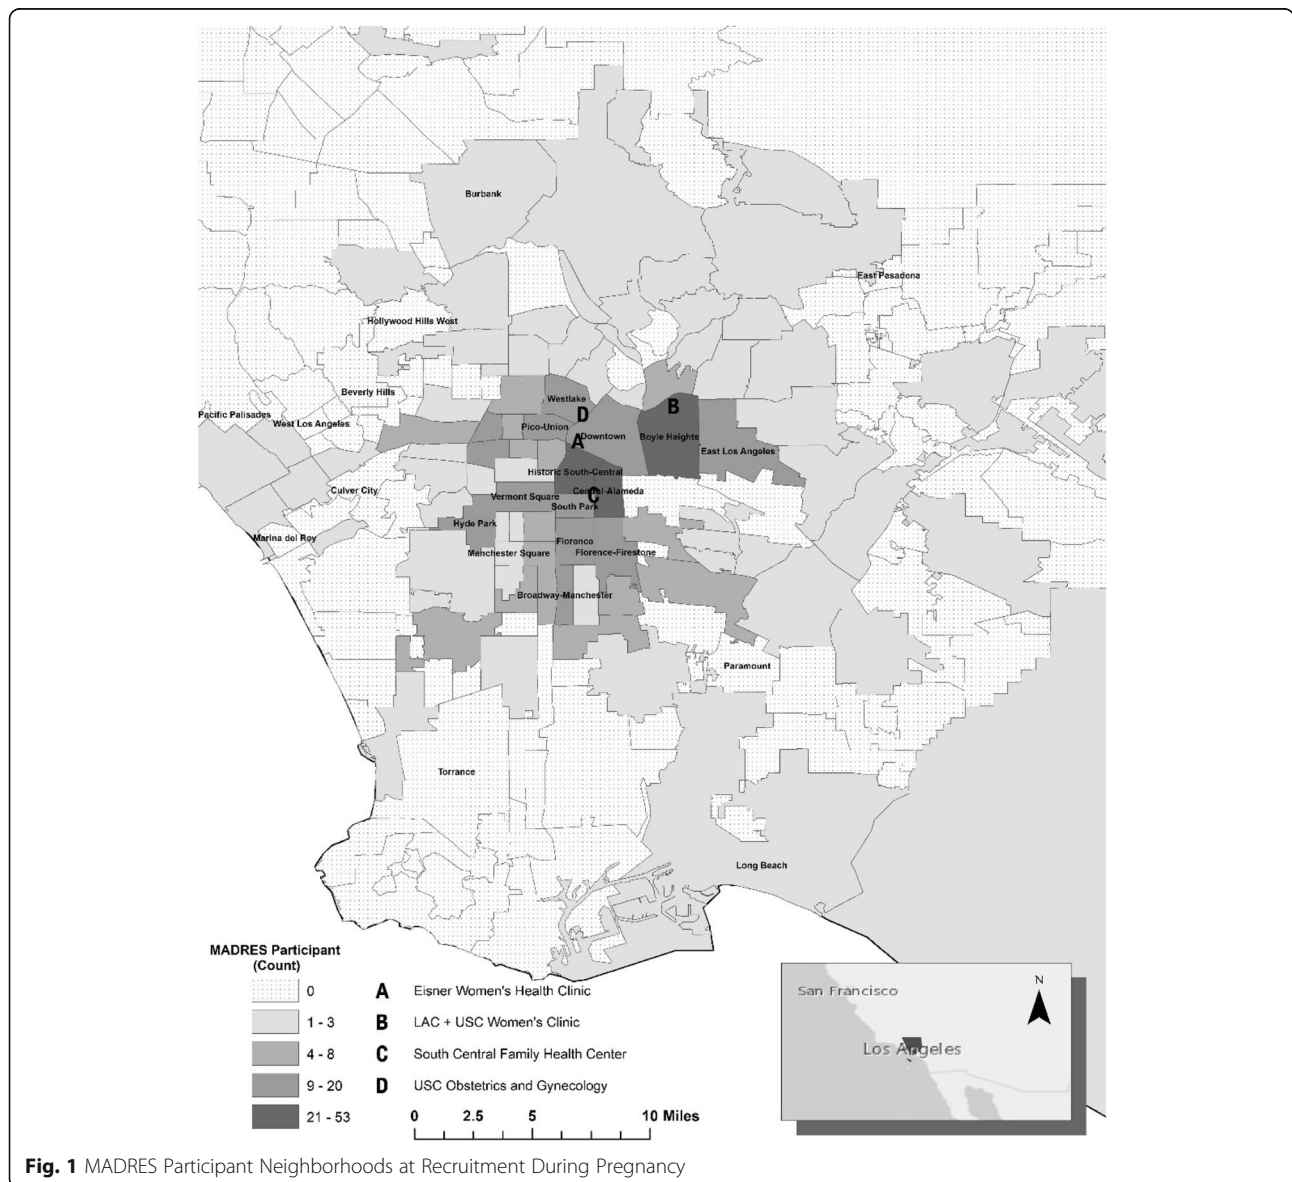 Burbank
East Pasadena
Hollywood Hills West
Beverly Hills
Westlake
B
Pacific Palisades
D
West Los Angeles
Pico-Union
A
Downtown
Boyle Heights
East Los Angeles
Historic South-Central
Culver City
Central-Alameda
C
Vermont Square
South Park
Hyde Park
Marina del Roy
Florence
Manchester Square
Florence-Firestone
Broadway-Manchester
Paramount
Torrance
Long Beach
MADRES Participant
(Count)
0
1 - 3
4 - 8
9 - 20
21 - 53
A Eisner Women's Health Clinic
B LAC + USC Women's Clinic
C South Central Family Health Center
D USC Obstetrics and Gynecology
0 2.5 5 10 Miles
San Francisco
N
Los Angeles
Fig. 1 MADRES Participant Neighborhoods at Recruitment During Pregnancy